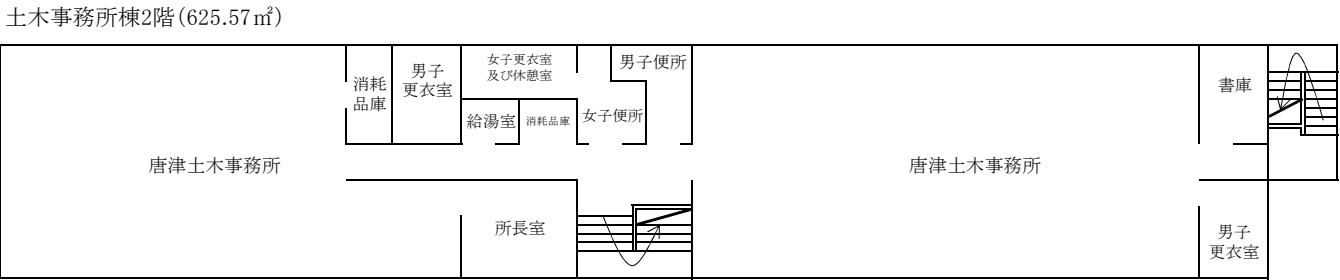 土木事務所棟2階(625.57㎡)
消耗
品庫
男子
更衣室
女子更衣室
及び休憩室
男子便所
書庫
給湯室
消耗品庫
女子便所
唐津土木事務所
唐津土木事務所
所長室
男子
更衣室